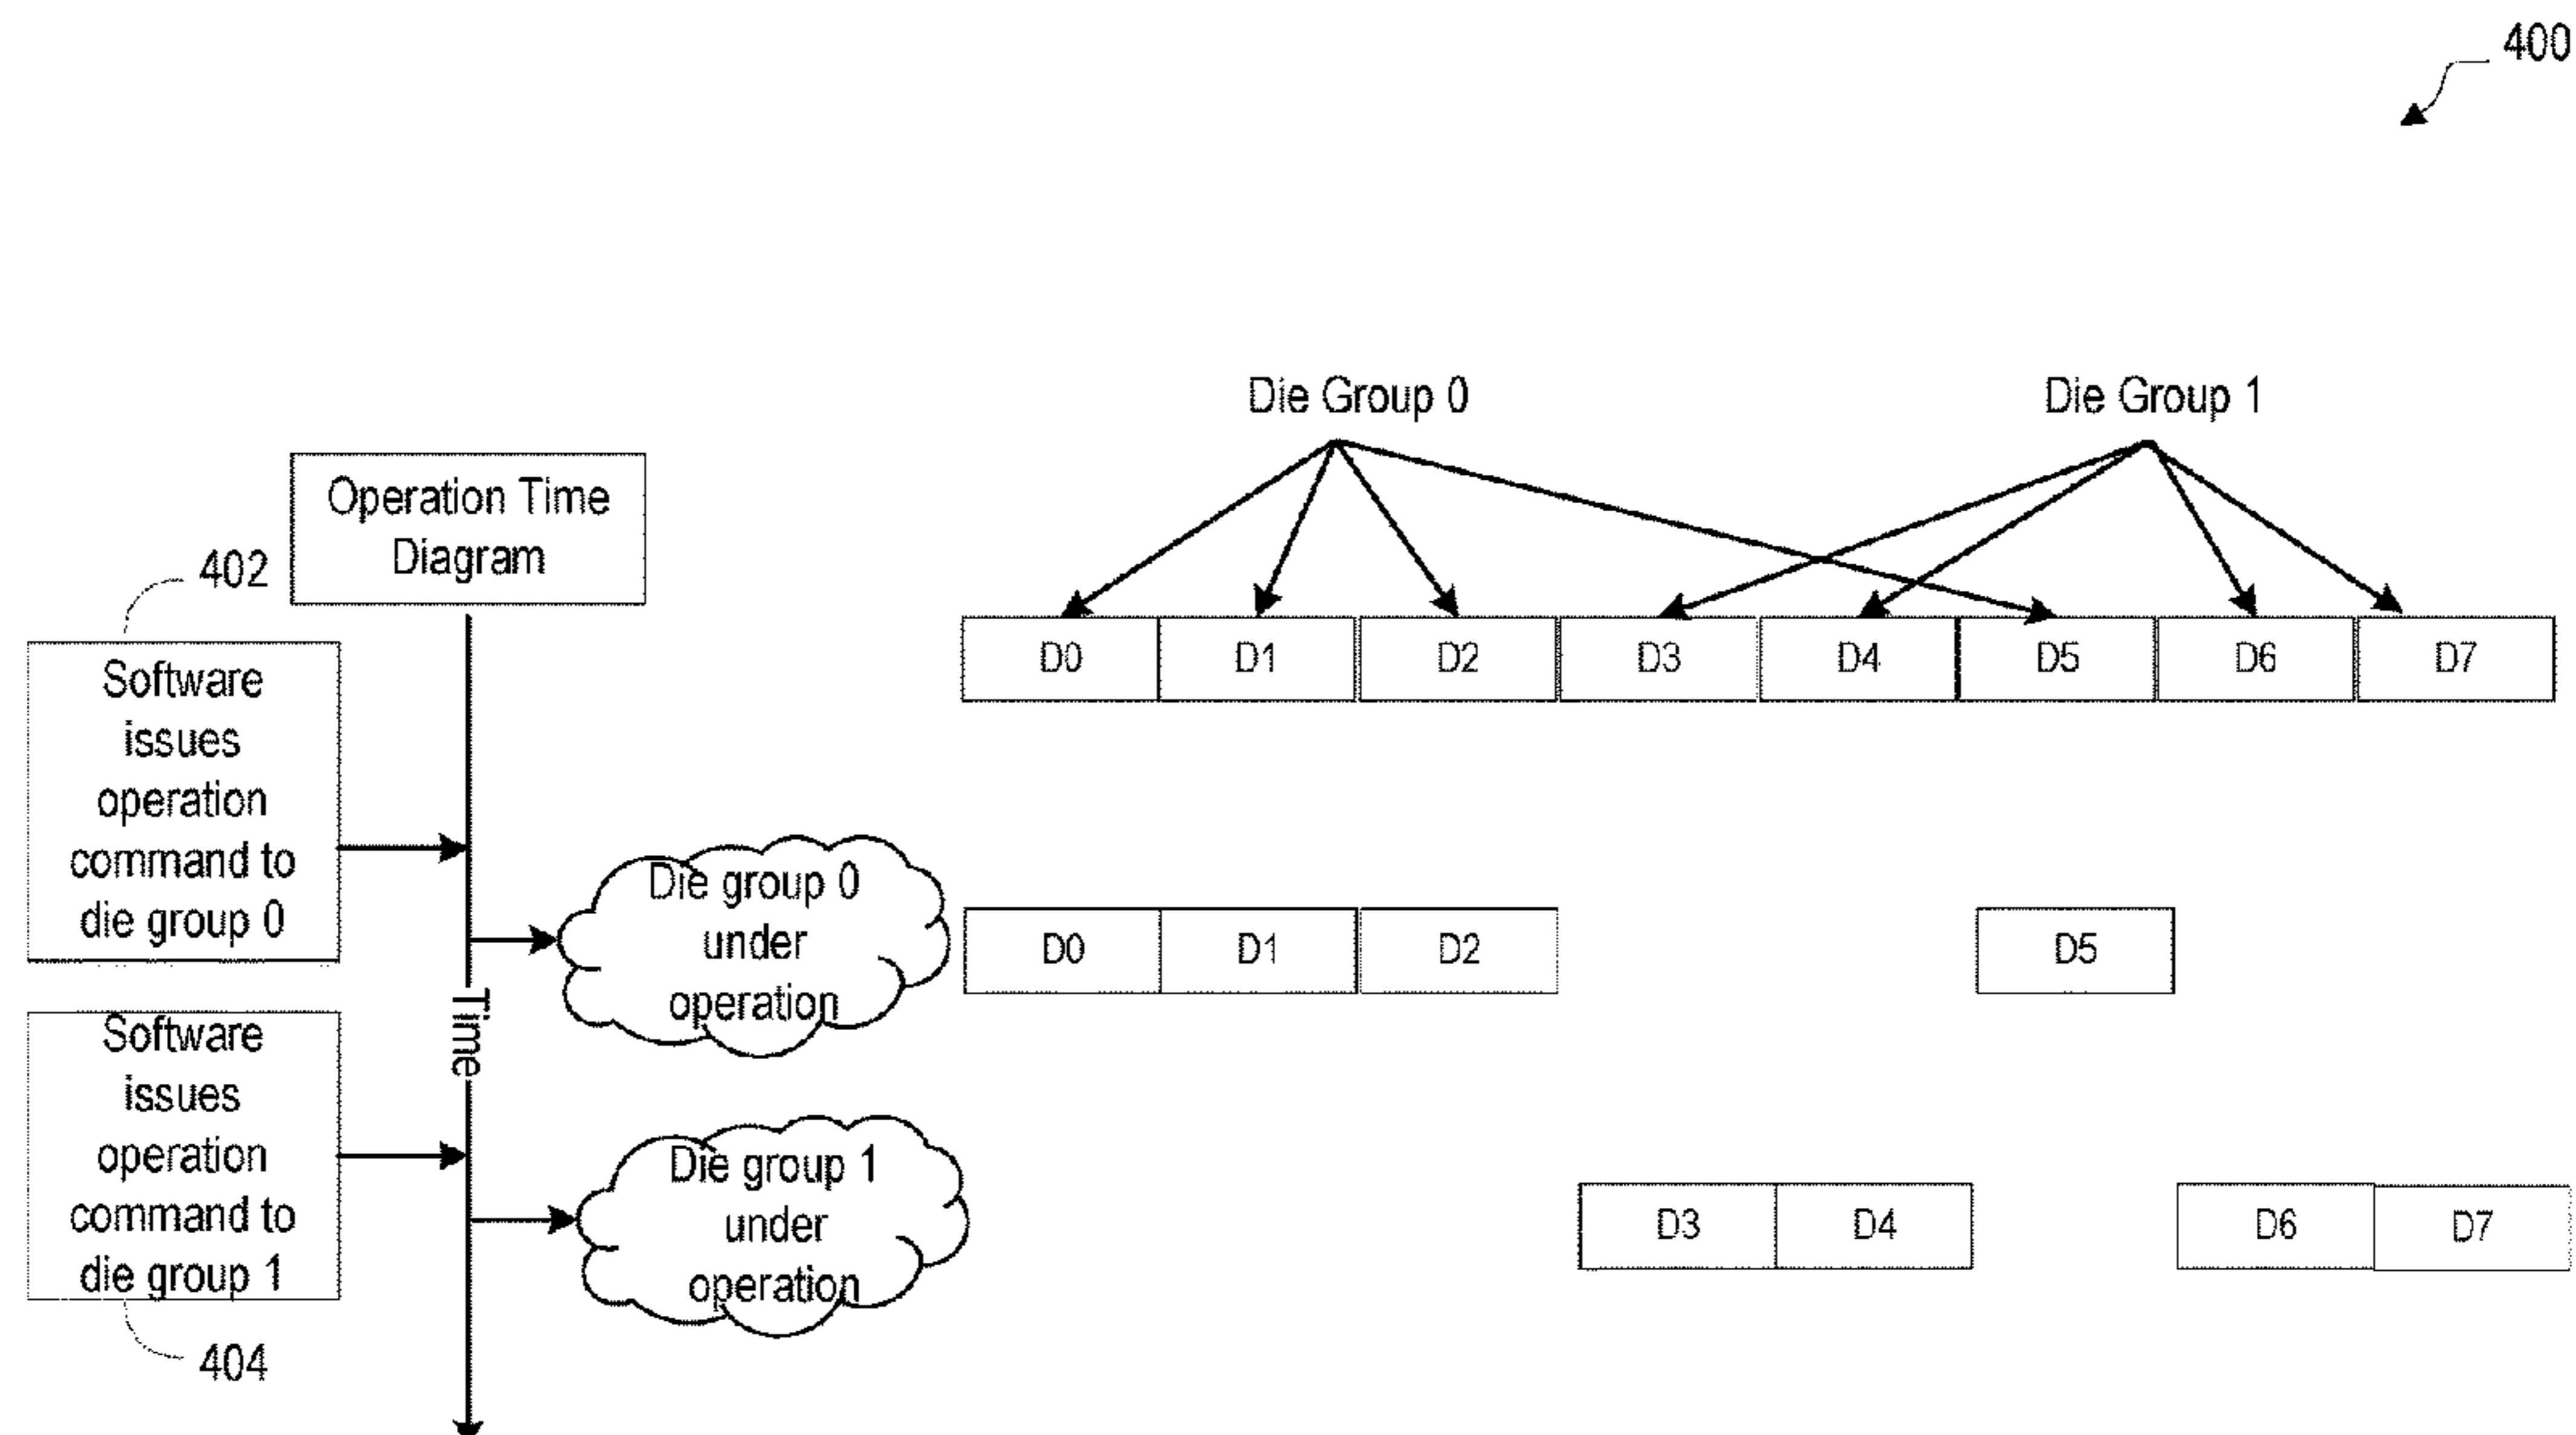 400
Die Group 0
Die Group 1
Operation Time
Diagram
402
D0
D1
D2
D3
D4
D5
D6
D7
Software
issues
operation
command to
die group 0
Die group 0
under
operation
D0
D1
D2
D5
Time
Software
issues
operation
command to
die group 1
Die group 1
under
operation
D3
D4
D6
D7
404